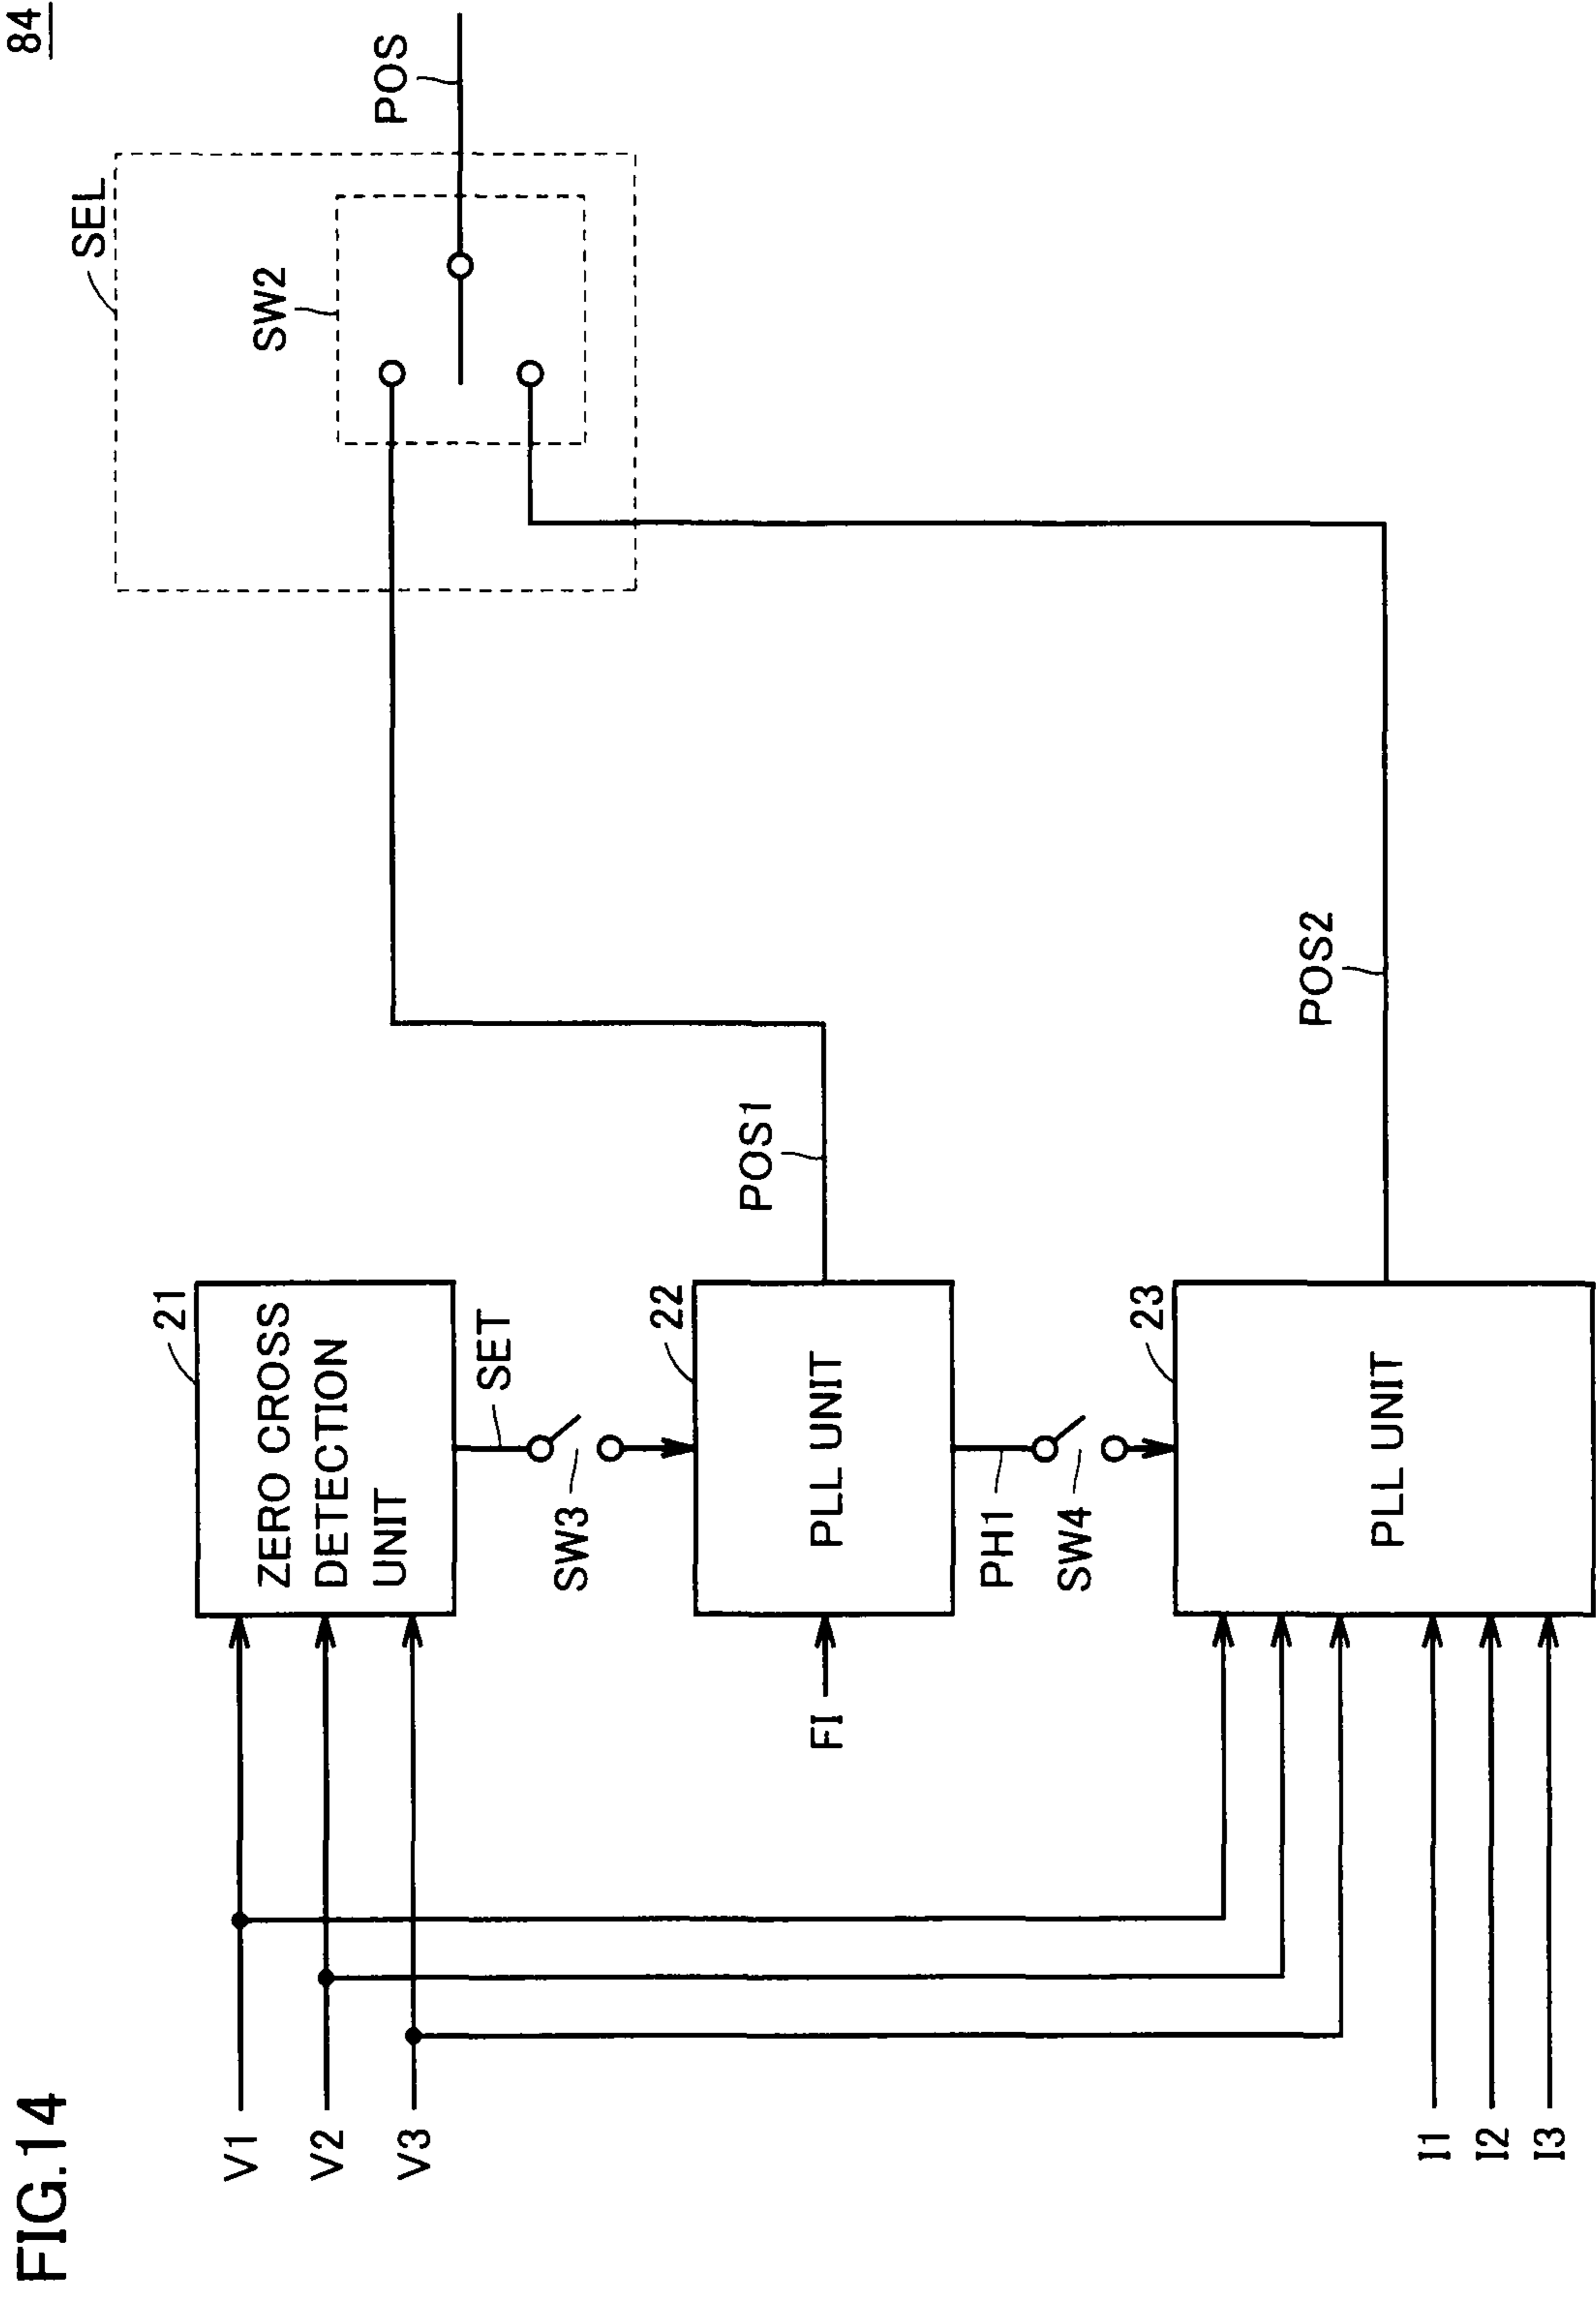 FIG.14
84
SEL
SW2
POS
V1
V2
V3
21
ZERO CROSS
DETECTION
UNIT
SET
SW3
22
PLL UNIT
FI
POS1
PH1
SW4
23
PLL UNIT
POS2
I1
I2
I3